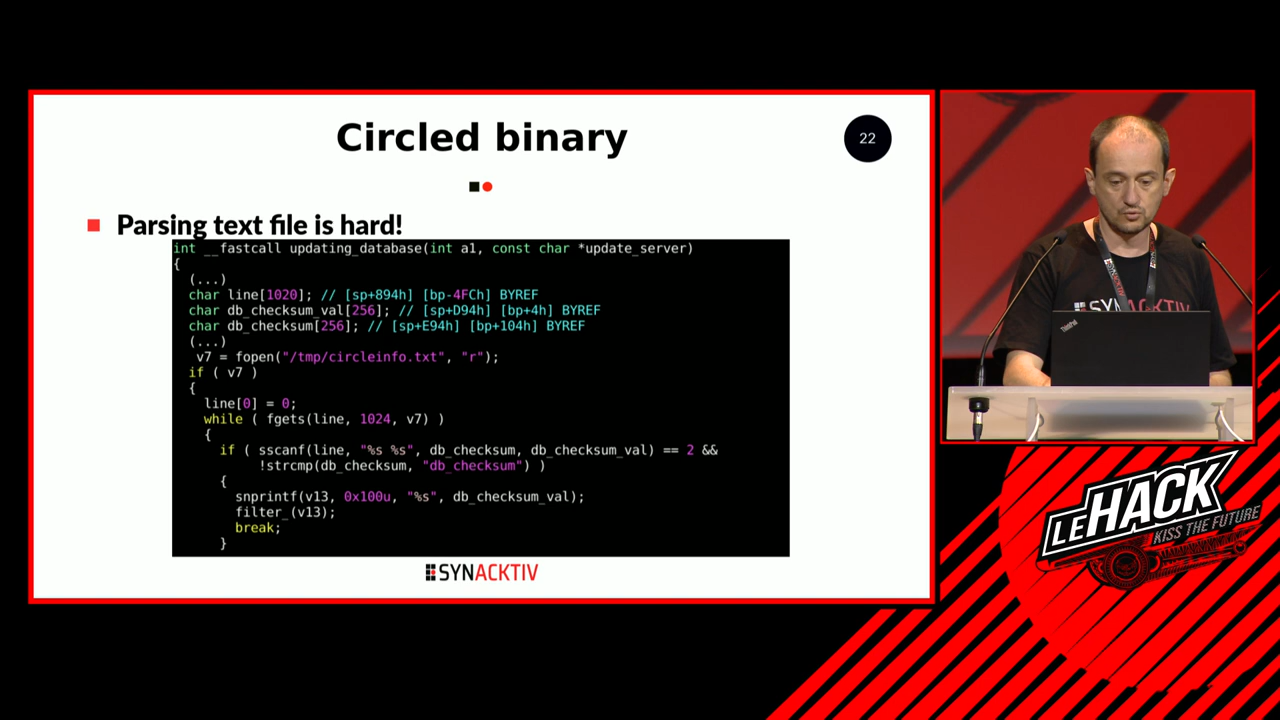 Circled binary
22
Parsing text file is hard!
int __fastcall updating_database(int a1, const char *update_server)
{
(...)
char line[1020]; // [sp+894h] [bp-4FCh] BYREF
char db_checksum_val[256]; // [sp+D94h] [bp+4h] BYREF
char db_checksum[256]; // [sp+E94h] [bp+104h] BYREF
(...)
v7 = fopen("/tmp/circleinfo.txt", "r");
if ( v7 )
{
line[0] = 0;
while ( fgets(line, 1024, v7) )
{
if ( sscanf(line, "%s %s", db_checksum, db_checksum_val) == 2 &&
!strcmp(db_checksum, "db_checksum") )
{
snprintf(v13, 0x100u, "%s", db_checksum_val);
filter_(v13);
break;
}
SYNACKTIV
SYNACKTIV
ThinkPad
LEHACK
KISS THE FUTURE